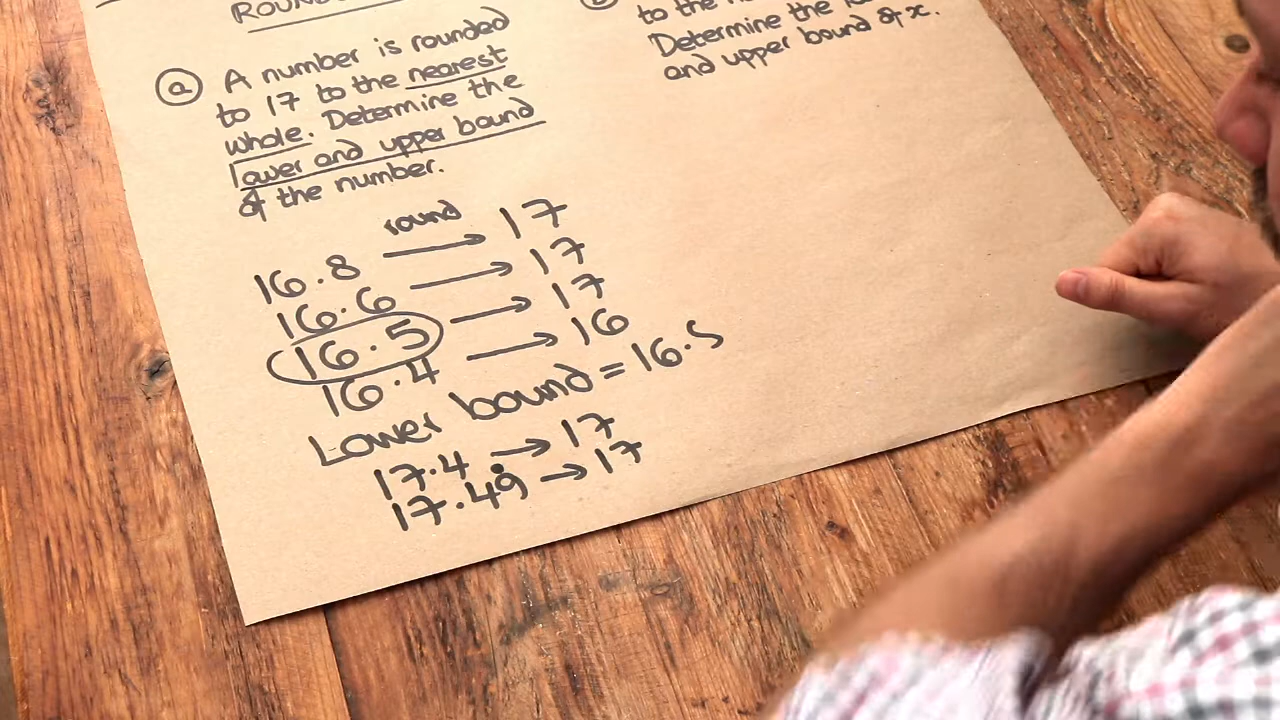 ⓐ A number is rounded
to 17 to the nearest
whole. Determine the
lower and upper bound
of the number.
round
16.8 → 17
16.6 → 17
16.5 → 17
16.4 → 16
Lower bound = 16.5
17.4 → 17
17.49̇ → 17
to the
Determine the
and upper bound of x.